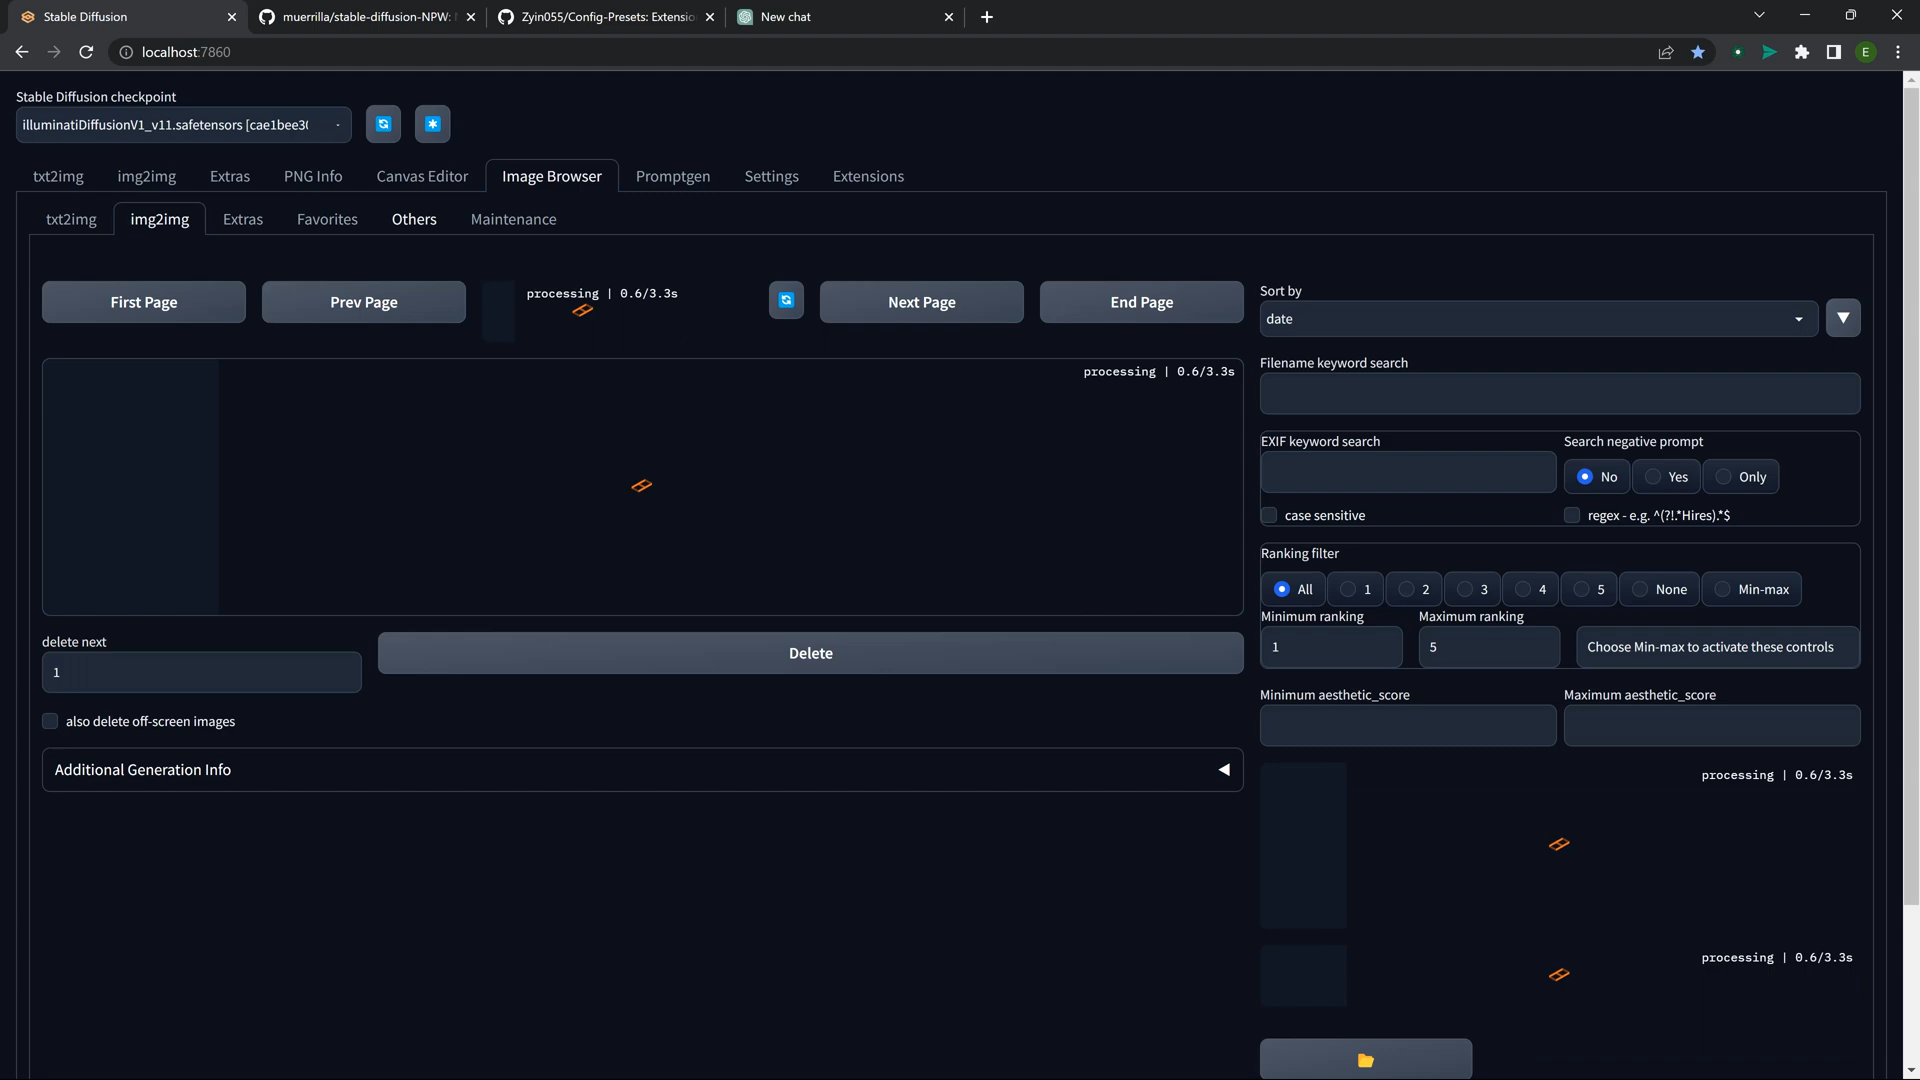 Stable Diffusion
muerrilla/stable-diffusion-NPW:
Zyin055/Config-Presets: Extensio
New chat
localhost:7860
E
Stable Diffusion checkpoint
illuminatiDiffusionV1_v11.safetensors [cae1bee30
txt2img img2img Extras PNG Info Canvas Editor Image Browser Promptgen Settings Extensions
txt2img img2img Extras Favorites Others Maintenance
First Page
Prev Page
processing | 0.6/3.3s
Next Page
End Page
Sort by
date
processing | 0.6/3.3s
Filename keyword search
EXIF keyword search
Search negative prompt
No Yes Only
case sensitive
regex - e.g. ^(?!.*Hires).*$
Ranking filter
All 1 2 3 4 5 None Min-max
Minimum ranking
Maximum ranking
1
5
Choose Min-max to activate these controls
delete next
1
Delete
Minimum aesthetic_score
Maximum aesthetic_score
also delete off-screen images
Additional Generation Info
processing | 0.6/3.3s
processing | 0.6/3.3s